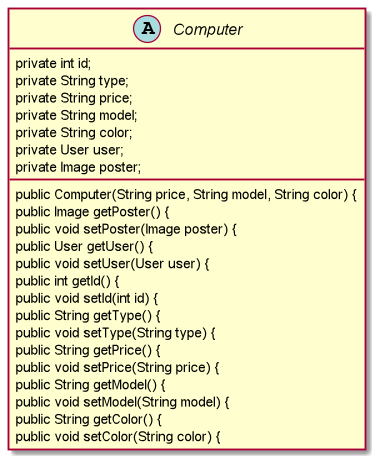 A Computer
private int id;
private String type;
private String price;
private String model;
private String color;
private User user;
private Image poster;
public Computer(String price, String model, String color) {
public Image getPoster() {
public void setPoster(Image poster) {
public User getUser() {
public void setUser(User user) {
public int getId() {
public void setId(int id) {
public String getType() {
public void setType(String type) {
public String getPrice() {
public void setPrice(String price) {
public String getModel() {
public void setModel(String model) {
public String getColor() {
public void setColor(String color) {